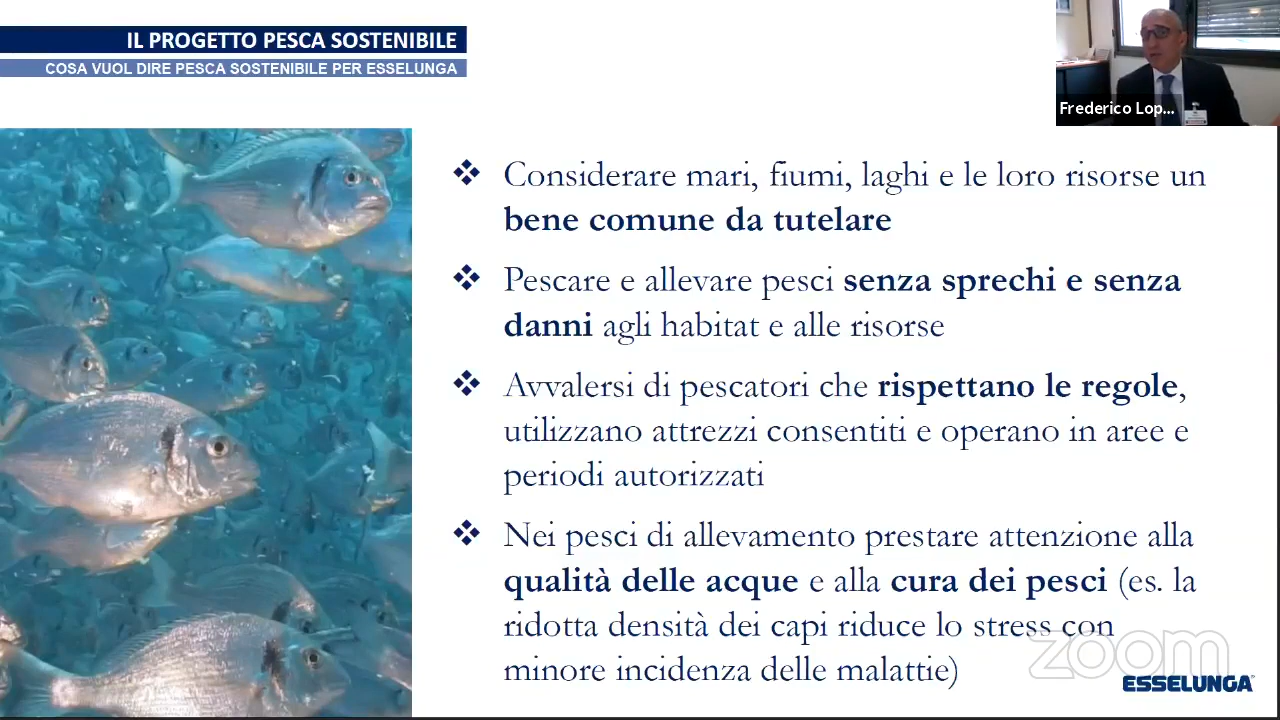 IL PROGETTO PESCA SOSTENIBILE
COSA VUOL DIRE PESCA SOSTENIBILE PER ESSELUNGA
Frederico Lop...
❖ Considerare mari, fiumi, laghi e le loro risorse un
bene comune da tutelare
❖ Pescare e allevare pesci senza sprechi e senza
danni agli habitat e alle risorse
❖ Avvalersi di pescatori che rispettano le regole,
utilizzano attrezzi consentiti e operano in aree e
periodi autorizzati
❖ Nei pesci di allevamento prestare attenzione alla
qualità delle acque e alla cura dei pesci (es. la
ridotta densità dei capi riduce lo stress con
minore incidenza delle malattie)
zoom
ESSELUNGA